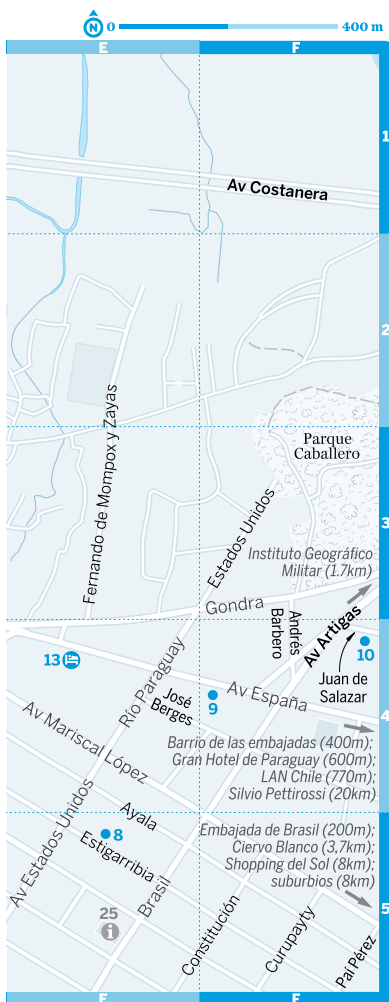 N 0 400 m
E F
1
Av Costanera
2
Fernando de Mompox y Zayas
Parque
Caballero
3
Estados Unidos
Instituto Geográfico
Militar (1.7km)
Gondra
Andrés
Barbero
Av Artigas
13
10
Juan de
Salazar
Río Paraguay
José
Berges
9
Av España
4
Av Mariscal López
Barrio de las embajadas (400m);
Gran Hotel de Paraguay (600m);
LAN Chile (770m);
Silvio Pettirossi (20km)
Av Estados Unidos
Ayala
8
Estigarribia
Embajada de Brasil (200m);
Ciervo Blanco (3,7km);
Shopping del Sol (8km);
suburbios (8km)
25
i
Brasil
Constitución
Curupayty
Paí Pérez
5
E F